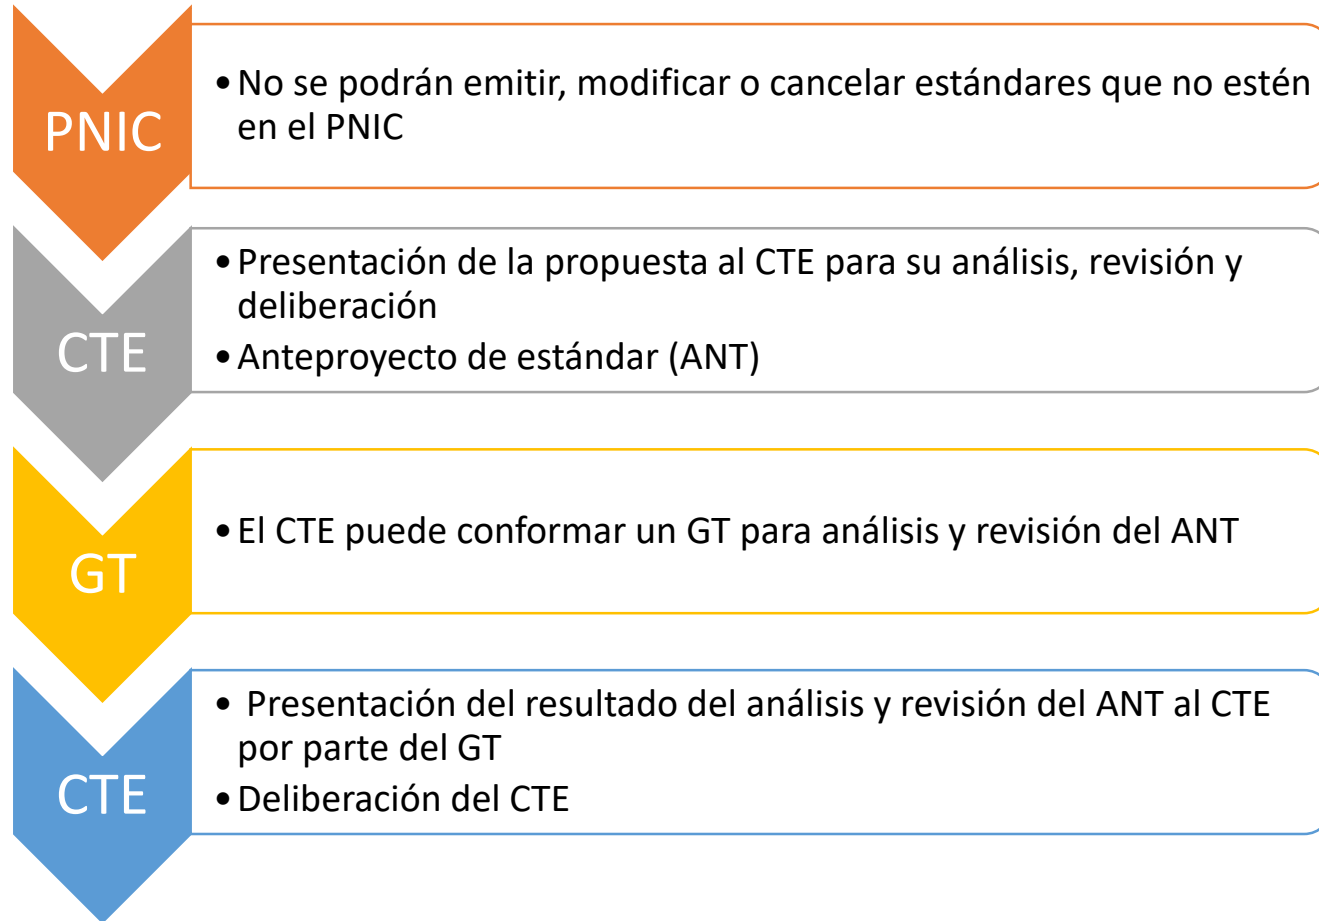 PNIC
•No se podrán emitir, modificar o cancelar estándares que no estén
en el PNIC
CTE
•Presentación de la propuesta al CTE para su análisis, revisión y
deliberación
•Anteproyecto de estándar (ANT)
GT
•El CTE puede conformar un GT para análisis y revisión del ANT
CTE
• Presentación del resultado del análisis y revisión del ANT al CTE
por parte del GT
•Deliberación del CTE